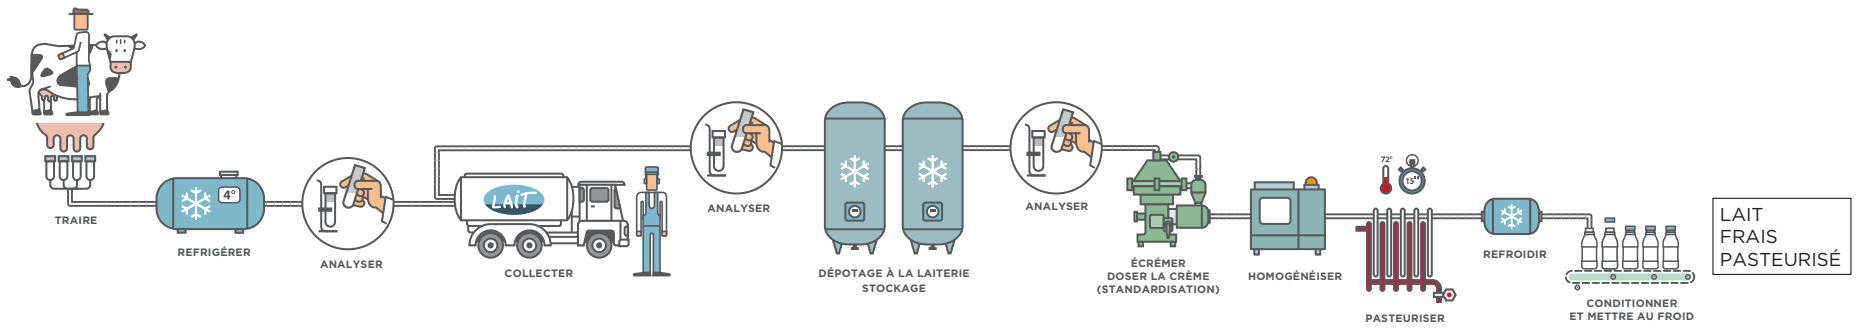 TRAIRE
4°
REFRIGÉRER
ANALYSER
LAiT
COLLECTER
ANALYSER
DÉPOTAGE À LA LAITERIE
STOCKAGE
ANALYSER
ÉCRÉMER
DOSER LA CRÈME
(STANDARDISATION)
HOMOGÉNÉISER
72°
15"
PASTEURISER
REFROIDIR
CONDITIONNER
ET METTRE AU FROID
LAIT
FRAIS
PASTEURISÉ